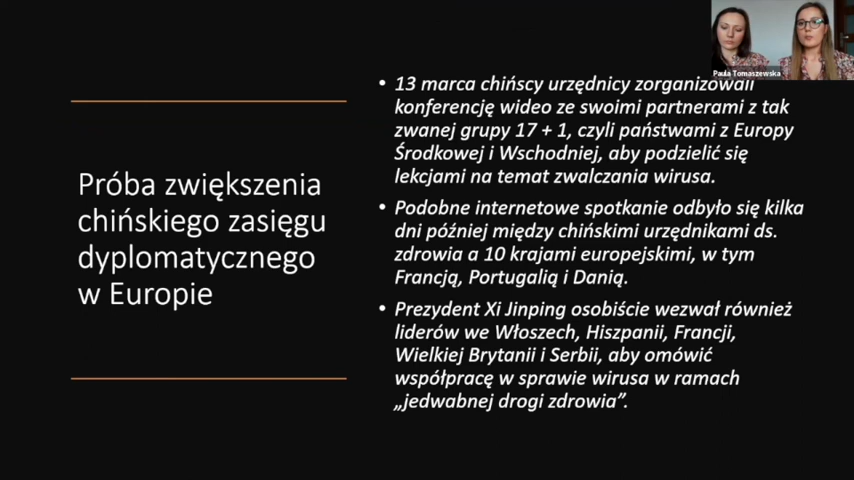 Paula Tomaszewska
Próba zwiększenia
chińskiego zasięgu
dyplomatycznego
w Europie
• 13 marca chińscy urzędnicy zorganizowali
konferencję wideo ze swoimi partnerami z tak
zwanej grupy 17 + 1, czyli państwami z Europy
Środkowej i Wschodniej, aby podzielić się
lekcjami na temat zwalczania wirusa.
• Podobne internetowe spotkanie odbyło się kilka
dni później między chińskimi urzędnikami ds.
zdrowia a 10 krajami europejskimi, w tym
Francją, Portugalią i Danią.
• Prezydent Xi Jinping osobiście wezwał również
liderów we Włoszech, Hiszpanii, Francji,
Wielkiej Brytanii i Serbii, aby omówić
współpracę w sprawie wirusa w ramach
„jedwabnej drogi zdrowia”.